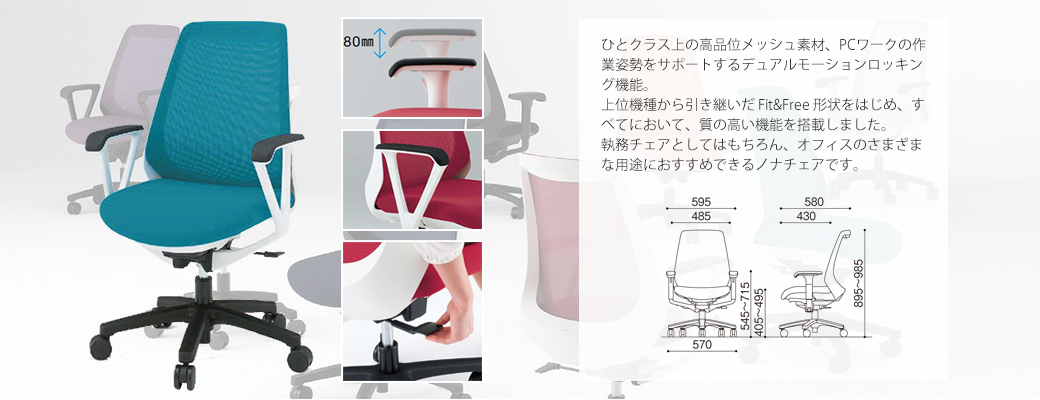 80㎜
ひとクラス上の高品位メッシュ素材、PCワークの作
業姿勢をサポートするデュアルモーションロッキン
グ機能。
上位機種から引き継いだ Fit&Free 形状をはじめ、す
べてにおいて、質の高い機能を搭載しました。
執務チェアとしてはもちろん、オフィスのさまざま
な用途におすすめできるノナチェアです。
595
485
580
430
545〜715
405〜495
895〜985
570